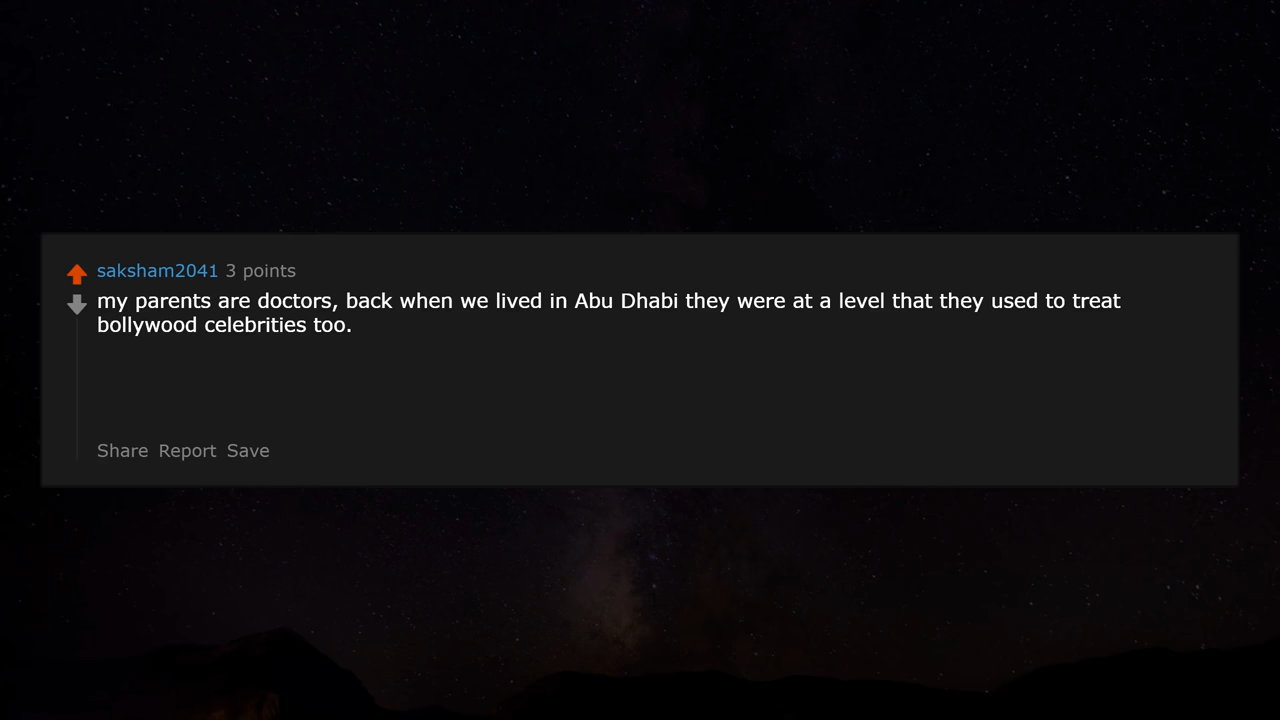 saksham2041 3 points
my parents are doctors, back when we lived in Abu Dhabi they were at a level that they used to treat
bollywood celebrities too.
Share Report Save